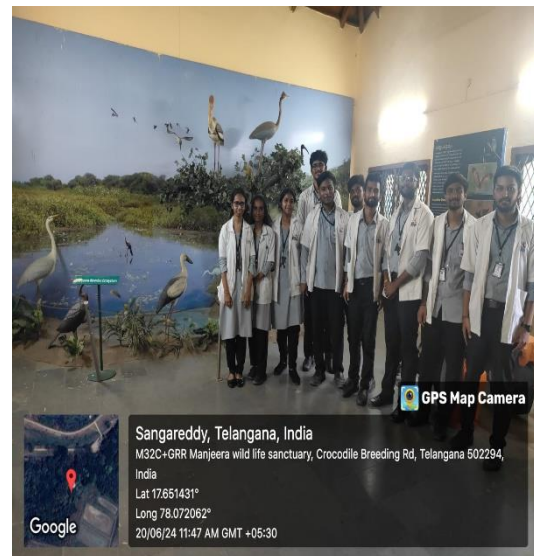 GPS Map Camera
Sangareddy, Telangana, India
M32C+GRR Manjeera wild life sanctuary, Crocodile Breeding Rd, Telangana 502294,
India
Lat 17.651431°
Long 78.072062°
20/06/24 11:47 AM GMT +05:30
Google